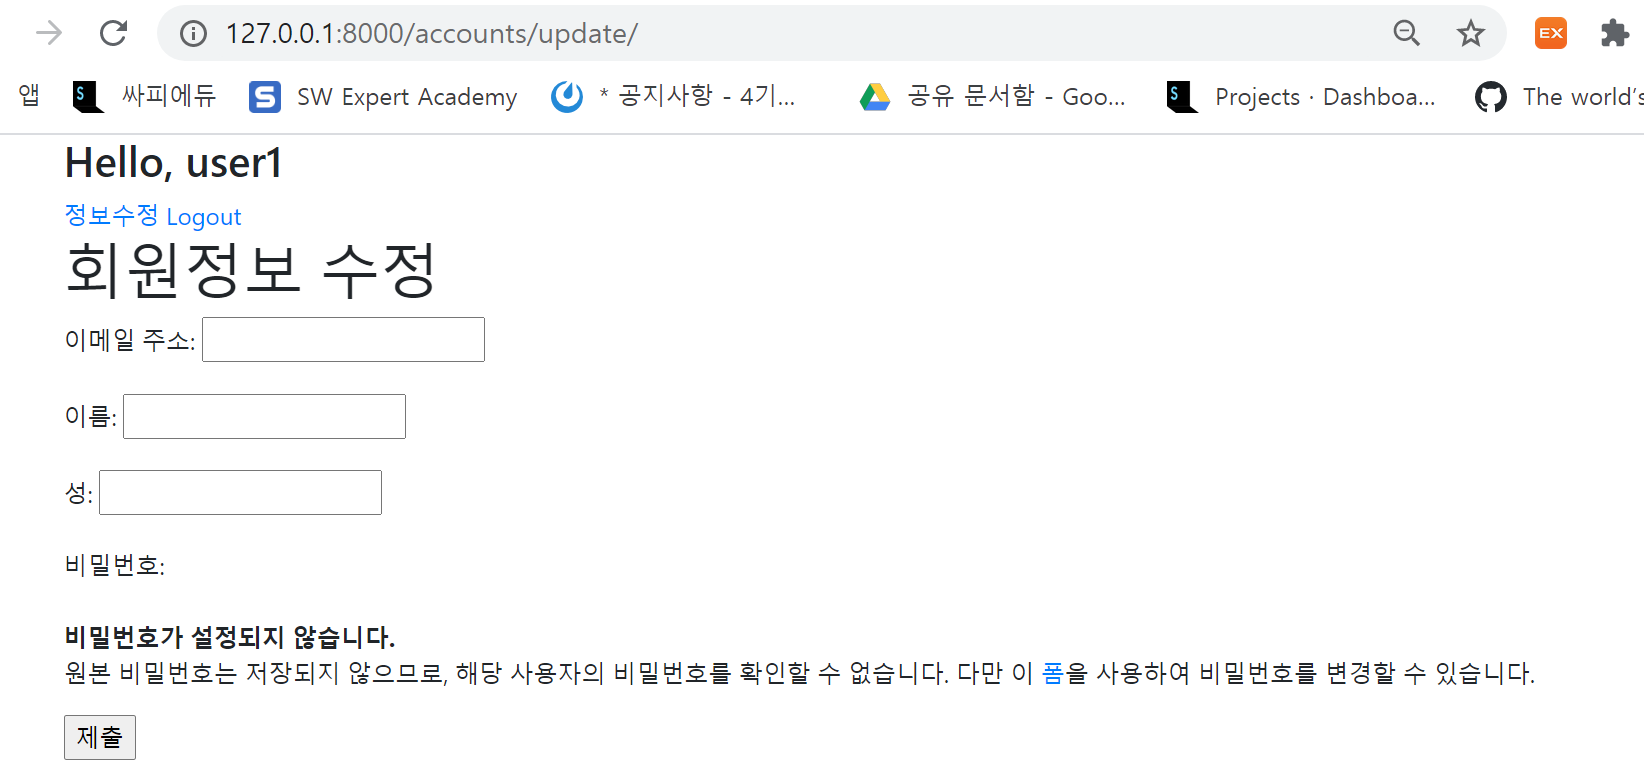 127.0.0.1:8000/accounts/update/
EX
앱 S 싸피에듀 S SW Expert Academy * 공지사항 - 4기... 공유 문서함 - Goo... S Projects · Dashboa... The world's
Hello, user1
정보수정 Logout
회원정보 수정
이메일 주소:
이름:
성:
비밀번호:
비밀번호가 설정되지 않습니다.
원본 비밀번호는 저장되지 않으므로, 해당 사용자의 비밀번호를 확인할 수 없습니다. 다만 이 폼을 사용하여 비밀번호를 변경할 수 있습니다.
제출